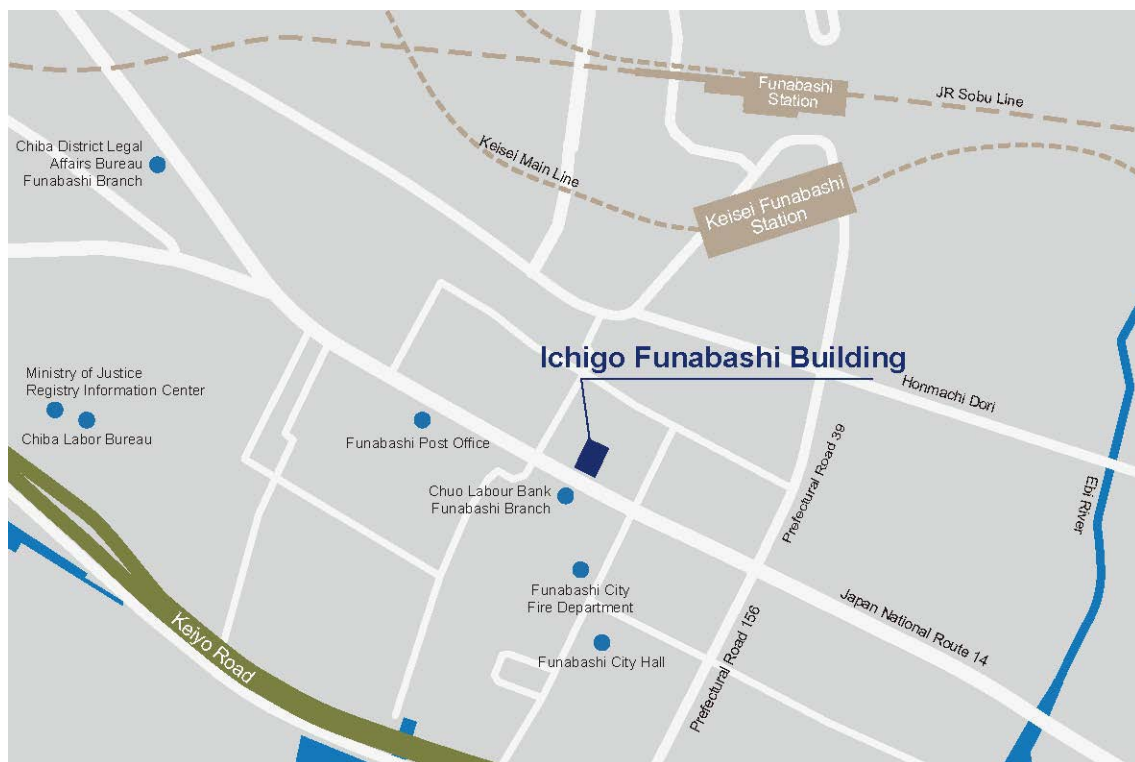 Funabashi
Station
JR Sobu Line
Chiba District Legal
Affairs Bureau
Funabashi Branch
Keisei Main Line
Keisei Funabashi
Station
Ichigo Funabashi Building
Honmachi Dori
Ministry of Justice
Registry Information Center
Chiba Labor Bureau
Funabashi Post Office
Prefectural Road 39
Ebi River
Chuo Labour Bank
Funabashi Branch
Funabashi City
Fire Department
Japan National Route 14
Keiyo Road
Funabashi City Hall
Prefectural Road 156